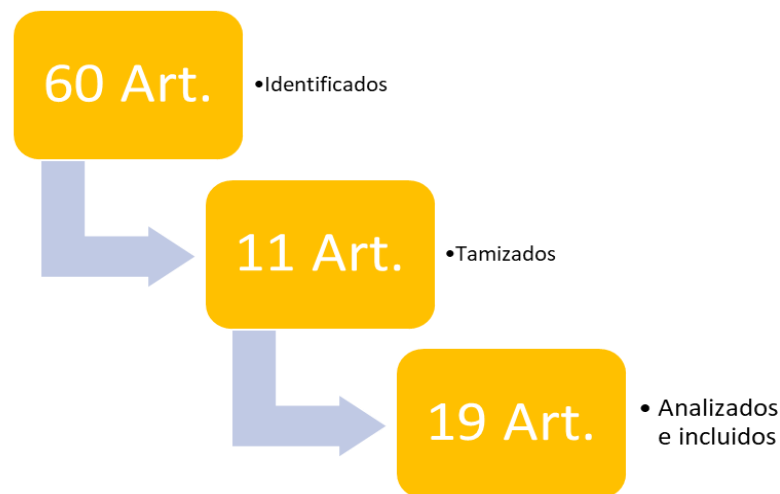 60 Art.
•Identificados
11 Art.
•Tamizados
19 Art.
• Analizados
e incluidos